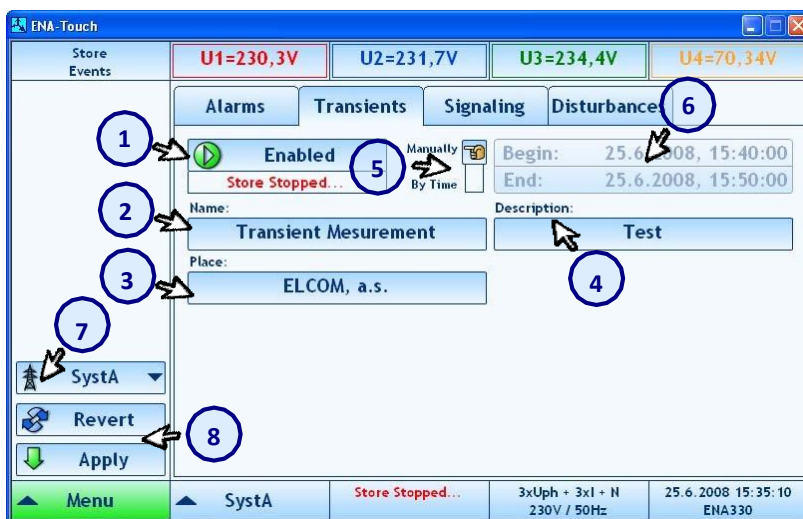 ENA-Touch
Store
Events
U1=230,3V
U2=231,7V
U3=234,4V
U4=70,34V
Alarms
Transients
Signaling
Disturbances
6
1
Enabled
Store Stopped...
5
Manually
By Time
Begin: 25.6.2008, 15:40:00
End: 25.6.2008, 15:50:00
2
Name:
Transient Mesurement
Description:
Test
3
Place:
ELCOM, a.s.
4
7
SystA
Revert
8
Apply
Menu
SystA
Store Stopped...
3xUph + 3xI + N
230V / 50Hz
25.6.2008 15:35:10
ENA330